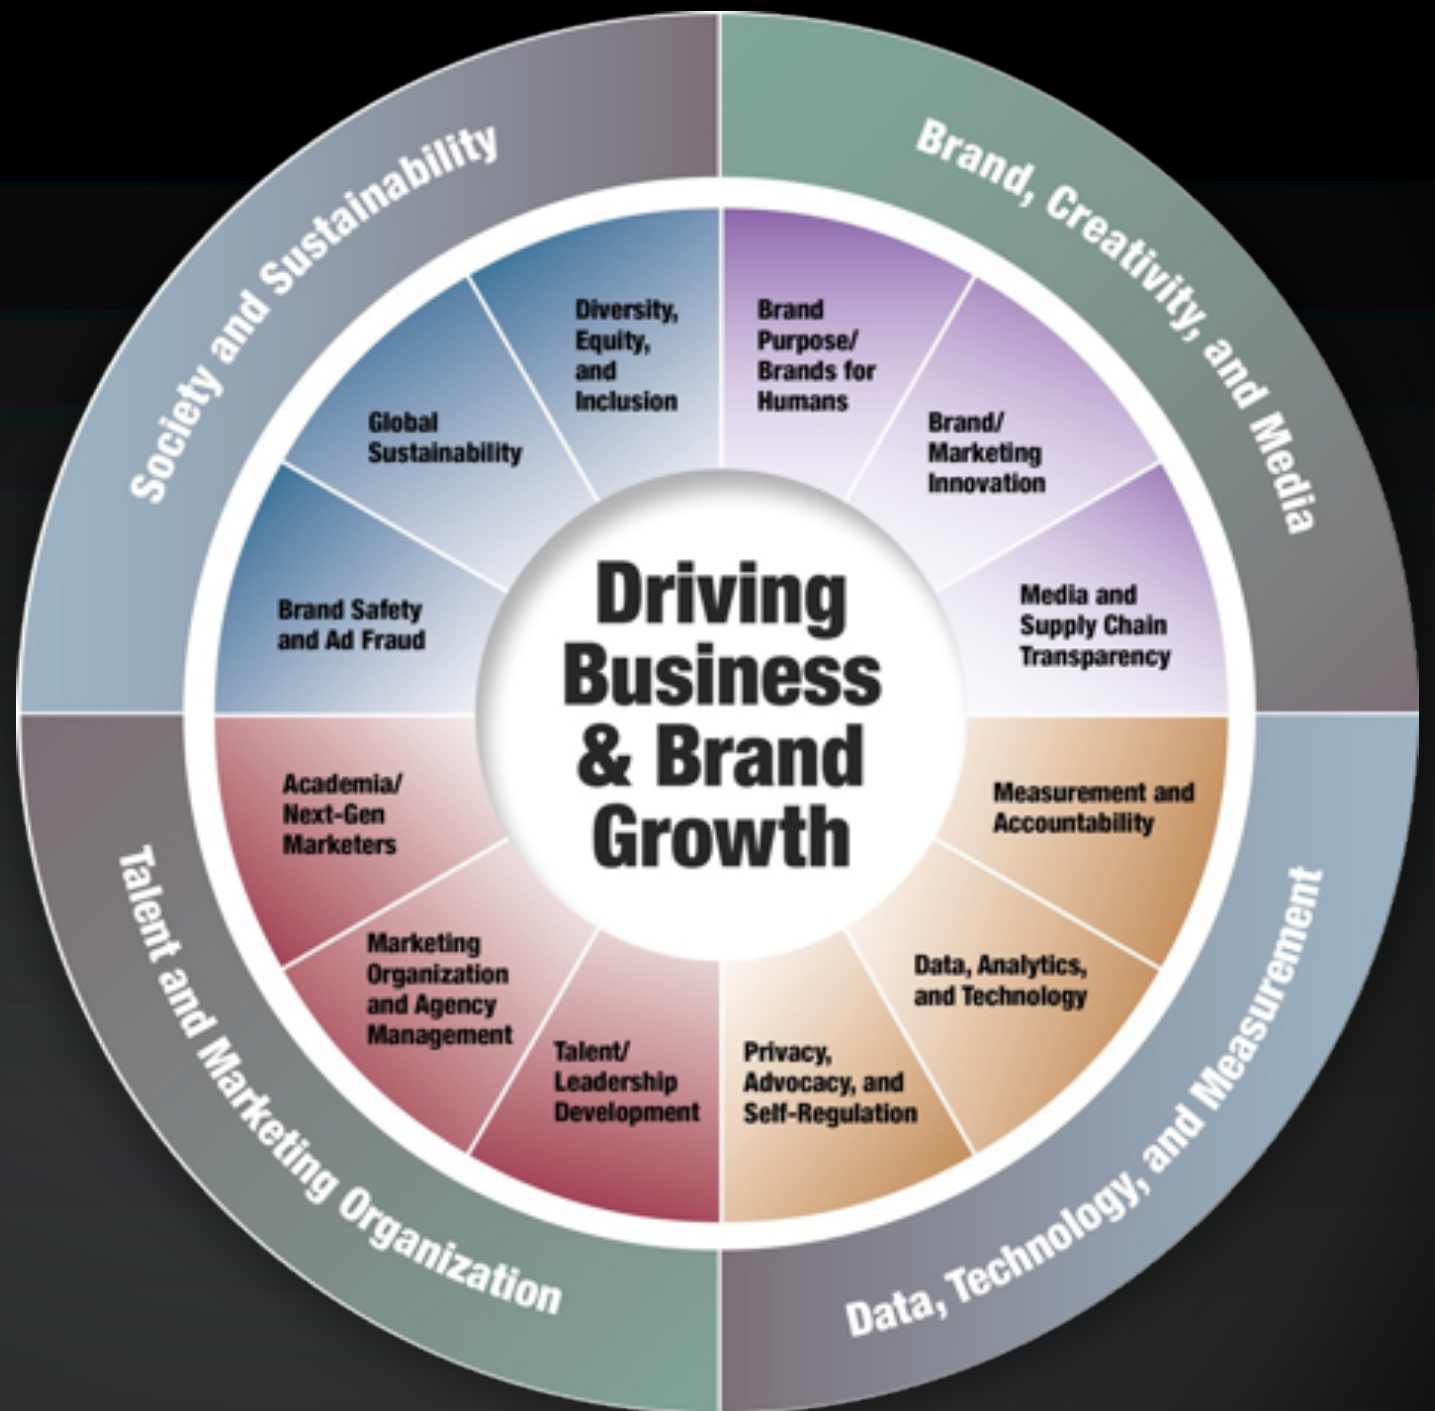 Society and Sustainability
Brand, Creativity, and Media
Diversity,
Equity,
and
Inclusion
Brand
Purpose/
Brands for
Humans
Global
Sustainability
Brand/
Marketing
Innovation
Brand Safety
and Ad Fraud
Media and
Supply Chain
Transparency
Driving
Business
& Brand
Growth
Academia/
Next-Gen
Marketers
Measurement and
Accountability
Marketing
Organization
and Agency
Management
Data, Analytics,
and Technology
Talent/
Leadership
Development
Privacy,
Advocacy, and
Self-Regulation
Talent and Marketing Organization
Data, Technology, and Measurement